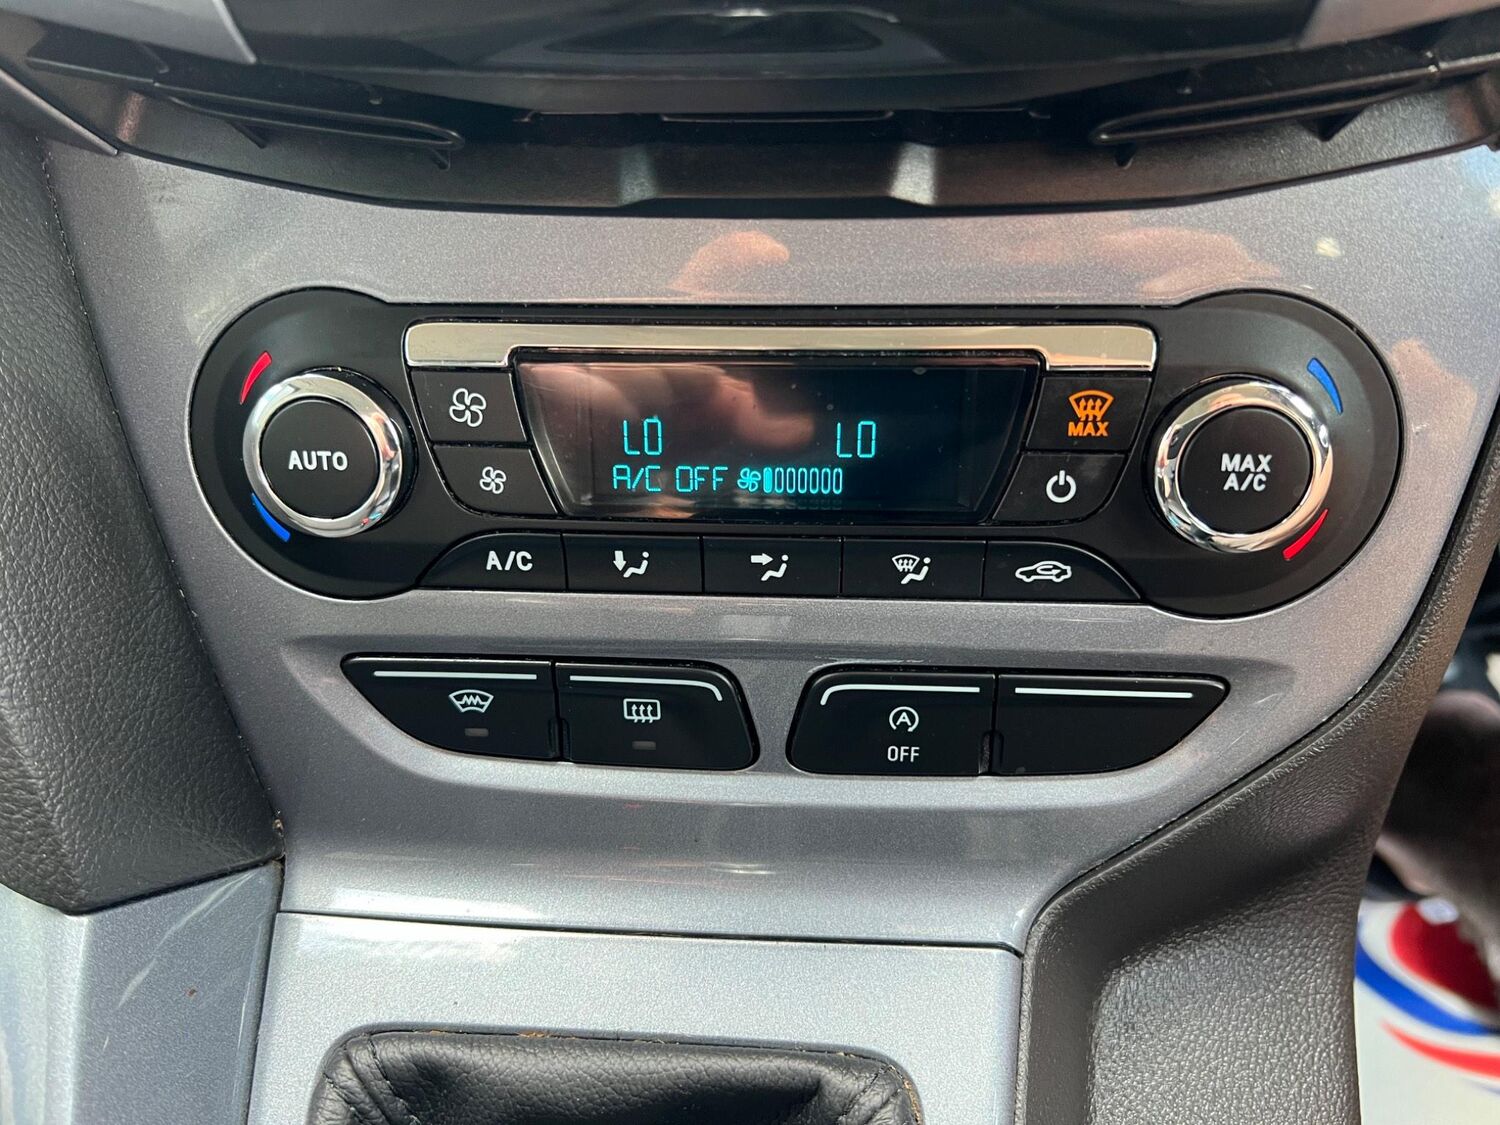 AUTO
LO LO
A/C OFF
MAX
MAX
A/C
A/C
A
OFF